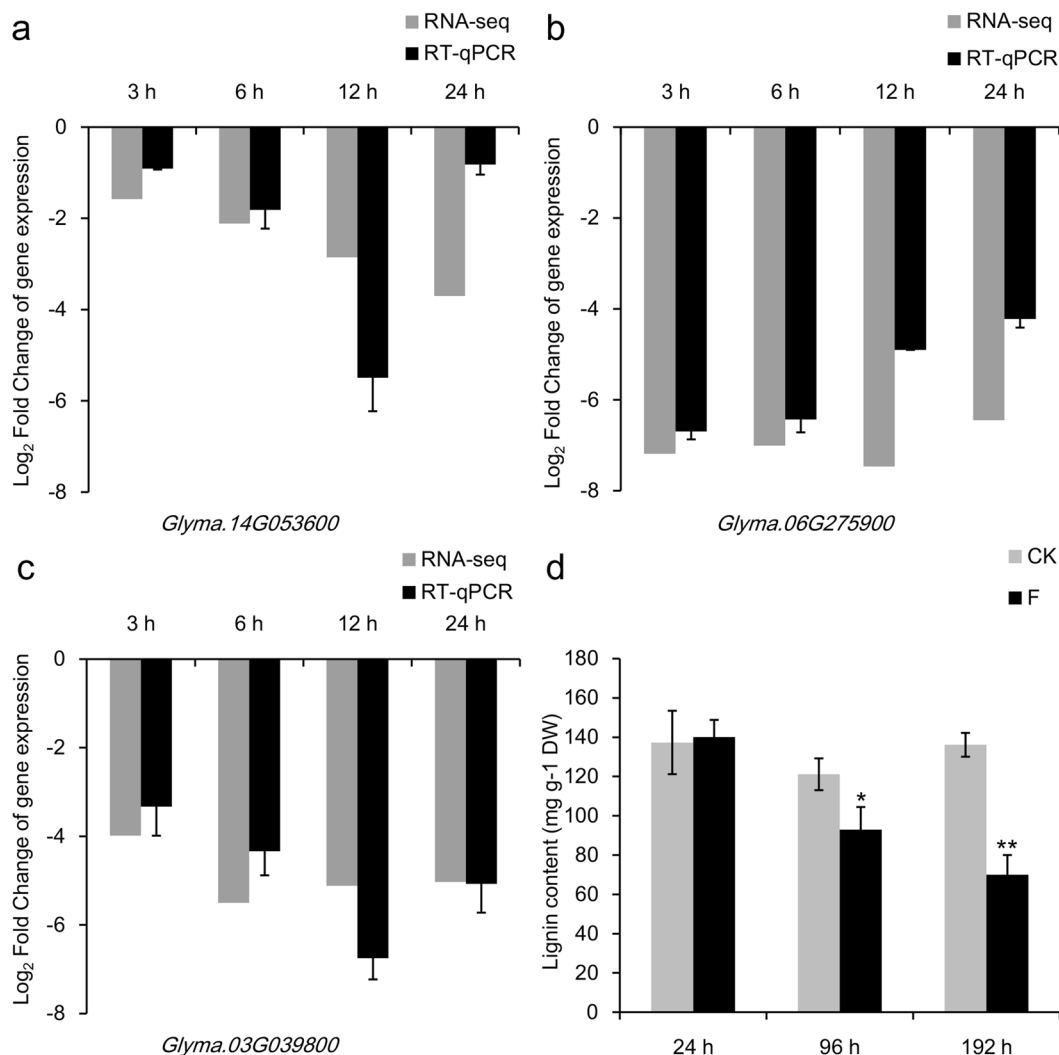 a
RNA-seq
RT-qPCR
3 h 6 h 12 h 24 h
0
-2
-4
-6
-8
Log₂ Fold Change of gene expression
Glyma.14G053600
b
RNA-seq
RT-qPCR
3 h 6 h 12 h 24 h
0
-2
-4
-6
-8
Log₂ Fold Change of gene expression
Glyma.06G275900
c
RNA-seq
RT-qPCR
3 h 6 h 12 h 24 h
0
-2
-4
-6
-8
Log₂ Fold Change of gene expression
Glyma.03G039800
d
CK
F
180
160
140
120
100
80
60
40
20
0
Lignin content (mg g-1 DW)
*
**
24 h 96 h 192 h